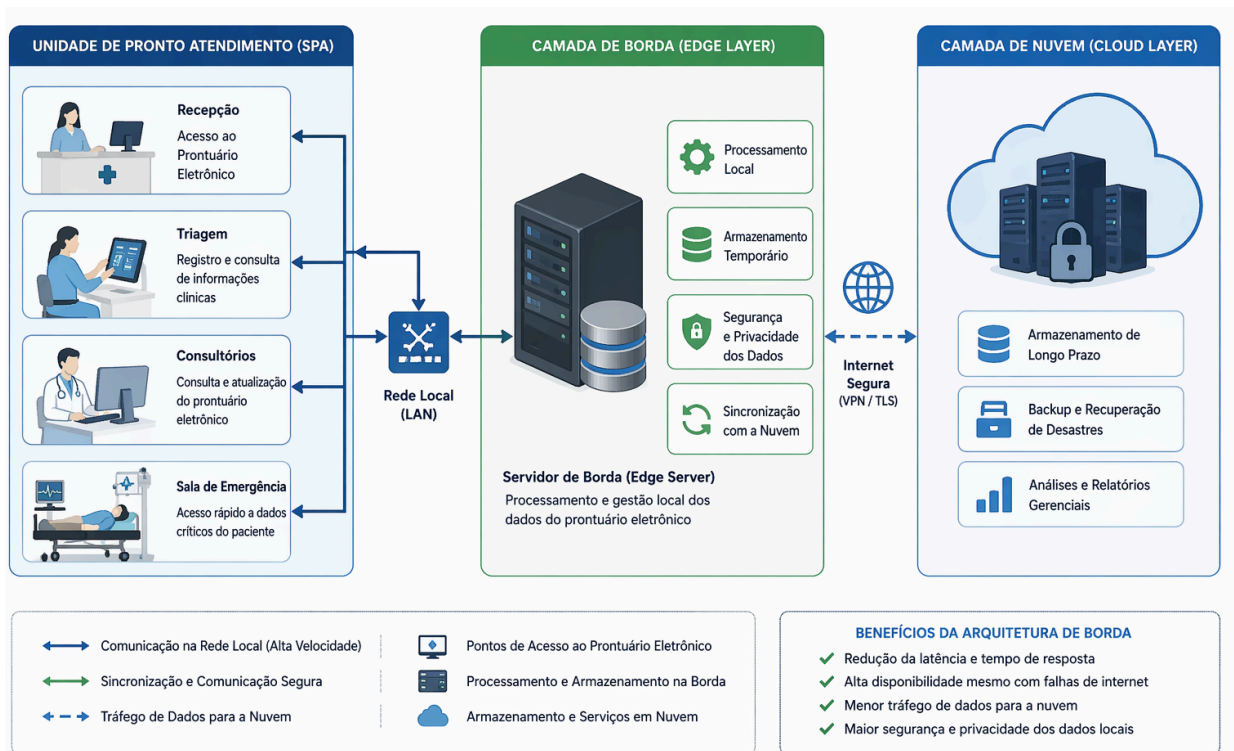 UNIDADE DE PRONTO ATENDIMENTO (SPA)
Recepção
Acesso ao
Prontuário
Eletrônico
Triagem
Registro e consulta
de informações
clínicas
Consultórios
Consulta e atualização
do prontuário
eletrônico
Sala de Emergência
Acesso rápido a dados
críticos do paciente
Rede Local
(LAN)
CAMADA DE BORDA (EDGE LAYER)
Processamento
Local
Armazenamento
Temporário
Segurança
e Privacidade
dos Dados
Sincronização
com a Nuvem
Servidor de Borda (Edge Server)
Processamento e gestão local dos
dados do prontuário eletrônico
Internet
Segura
(VPN / TLS)
CAMADA DE NUVEM (CLOUD LAYER)
Armazenamento de
Longo Prazo
Backup e Recuperação
de Desastres
Análises e Relatórios
Gerenciais
Comunicação na Rede Local (Alta Velocidade)
Sincronização e Comunicação Segura
Tráfego de Dados para a Nuvem
Pontos de Acesso ao Prontuário Eletrônico
Processamento e Armazenamento na Borda
Armazenamento e Serviços em Nuvem
BENEFÍCIOS DA ARQUITETURA DE BORDA
Redução da latência e tempo de resposta
Alta disponibilidade mesmo com falhas de internet
Menor tráfego de dados para a nuvem
Maior segurança e privacidade dos dados locais